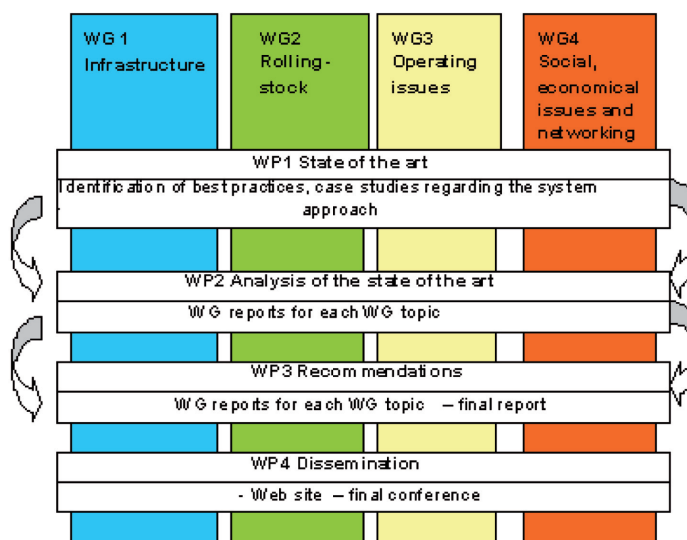 WG 1
Infrastructure
WG2
Rolling-
stock
WG3
Operating
issues
WG4
Social,
economical
issues and
networking
WP1 State of the art
Identification of best practices, case studies regarding the system
approach
WP2 Analysis of the state of the art
WG reports for each WG topic
WP3 Recommendations
WG reports for each WG topic – final report
WP4 Dissemination
- Web site – final conference